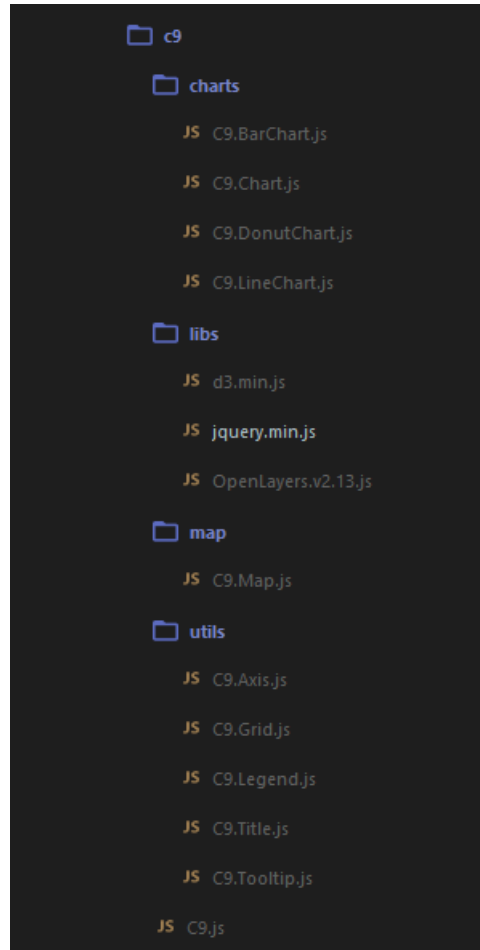 c9
charts
JS C9.BarChart.js
JS C9.Chart.js
JS C9.DonutChart.js
JS C9.LineChart.js
libs
JS d3.min.js
JS jquery.min.js
JS OpenLayers.v2.13.js
map
JS C9.Map.js
utils
JS C9.Axis.js
JS C9.Grid.js
JS C9.Legend.js
JS C9.Title.js
JS C9.Tooltip.js
JS C9.js